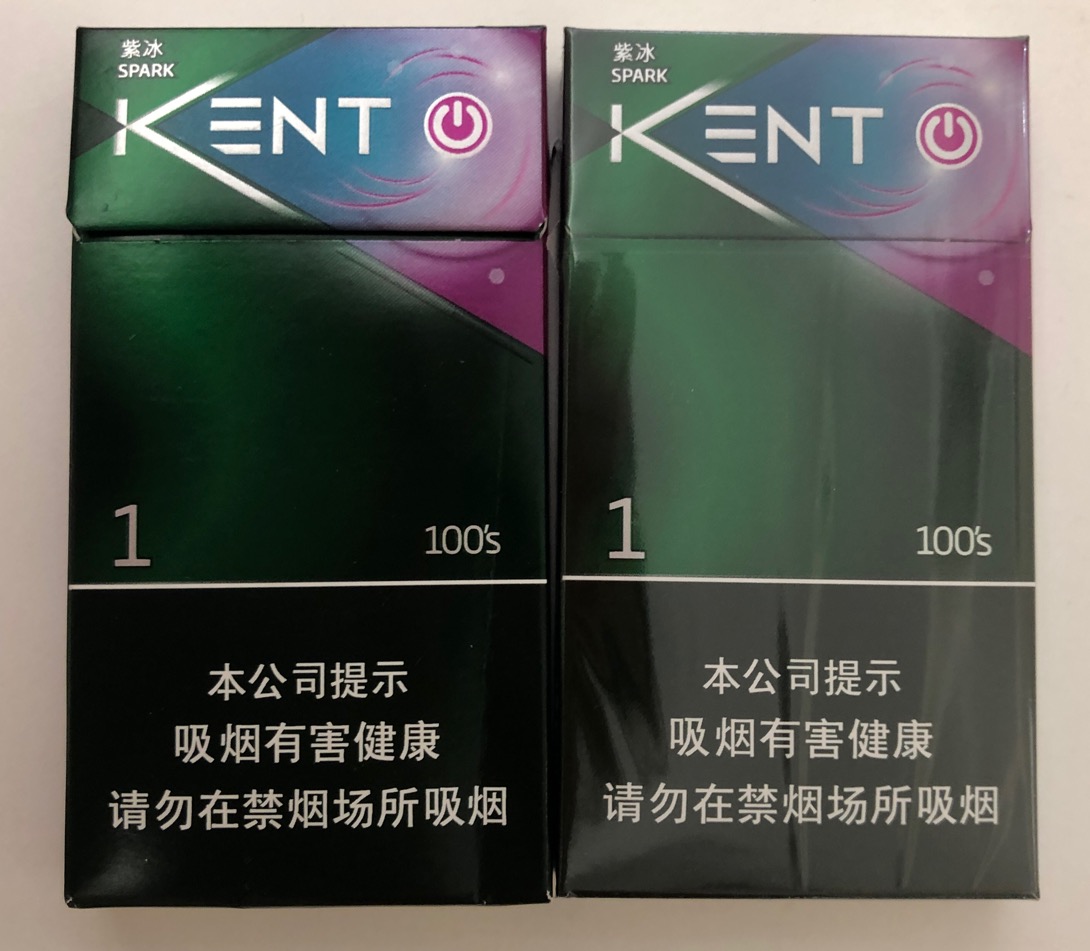 紫冰
SPARK
KENT
1
100's
本公司提示
吸烟有害健康
请勿在禁烟场所吸烟
紫冰
SPARK
KENT
1
100's
本公司提示
吸烟有害健康
请勿在禁烟场所吸烟